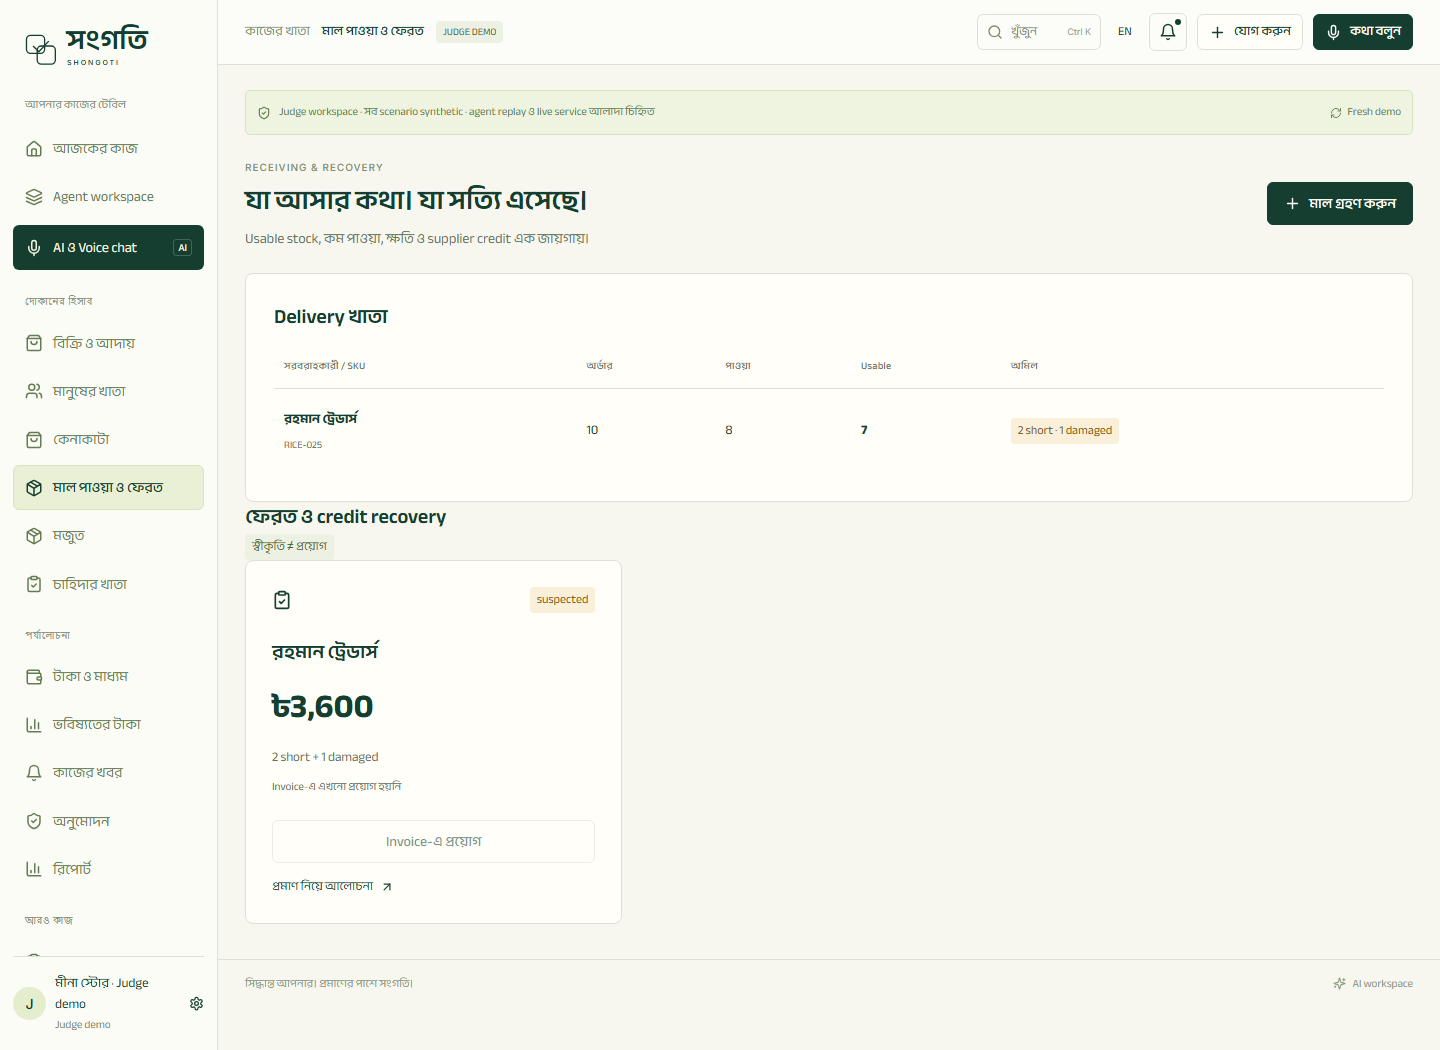 সংগতি
SHONGOTI
আপনার কাজের টেবিল
আজকের কাজ
Agent workspace
AI ও Voice chat AI
দোকানের হিসাব
বিক্রি ও আদায়
মানুষের খাতা
কেনাকাটা
মাল পাওয়া ও ফেরত
মজুত
চাহিদার খাতা
পর্যালোচনা
টাকা ও মাধ্যম
ভবিষ্যতের টাকা
কাজের খবর
অনুমোদন
রিপোর্ট
আরও কাজ
J
মীনা স্টোর · Judge
demo
Judge demo
কাজের খাতা মাল পাওয়া ও ফেরত JUDGE DEMO
খুঁজুন Ctrl K EN যোগ করুন কথা বলুন
Judge workspace · সব scenario synthetic · agent replay ও live service আলাদা চিহ্নিত
Fresh demo
RECEIVING & RECOVERY
যা আসার কথা। যা সত্যি এসেছে।
Usable stock, কম পাওয়া, ক্ষতি ও supplier credit এক জায়গায়।
মাল গ্রহণ করুন
Delivery খাতা
সরবরাহকারী / SKU অর্ডার পাওয়া Usable অমিল
রহমান ট্রেডার্স 10 8 7 2 short · 1 damaged
RICE-025
ফেরত ও credit recovery
স্বীকৃতি ≠ প্রয়োগ
suspected
রহমান ট্রেডার্স
৳3,600
2 short + 1 damaged
Invoice-এ এখনো প্রয়োগ হয়নি
Invoice-এ প্রয়োগ
প্রমাণ নিয়ে আলোচনা
সিদ্ধান্ত আপনার। প্রমাণের পাশে সংগতি।
AI workspace